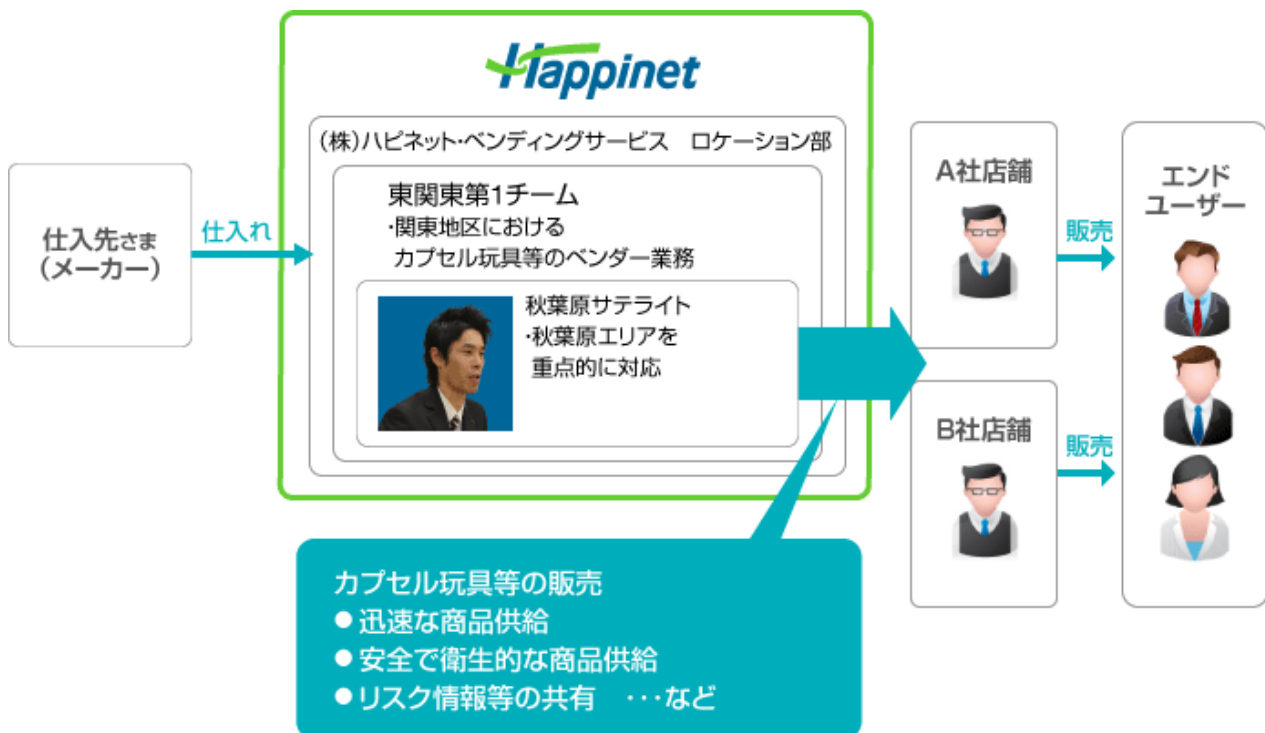 Happinet
(株)ハピネット・ベンディングサービス　ロケーション部
東関東第1チーム
・関東地区における
カプセル玩具等のベンダー業務
秋葉原サテライト
・秋葉原エリアを
重点的に対応
仕入先さま
(メーカー)
仕入れ
A社店舗
販売
B社店舗
販売
エンド
ユーザー
カプセル玩具等の販売
●迅速な商品供給
●安全で衛生的な商品供給
●リスク情報等の共有　・・・など